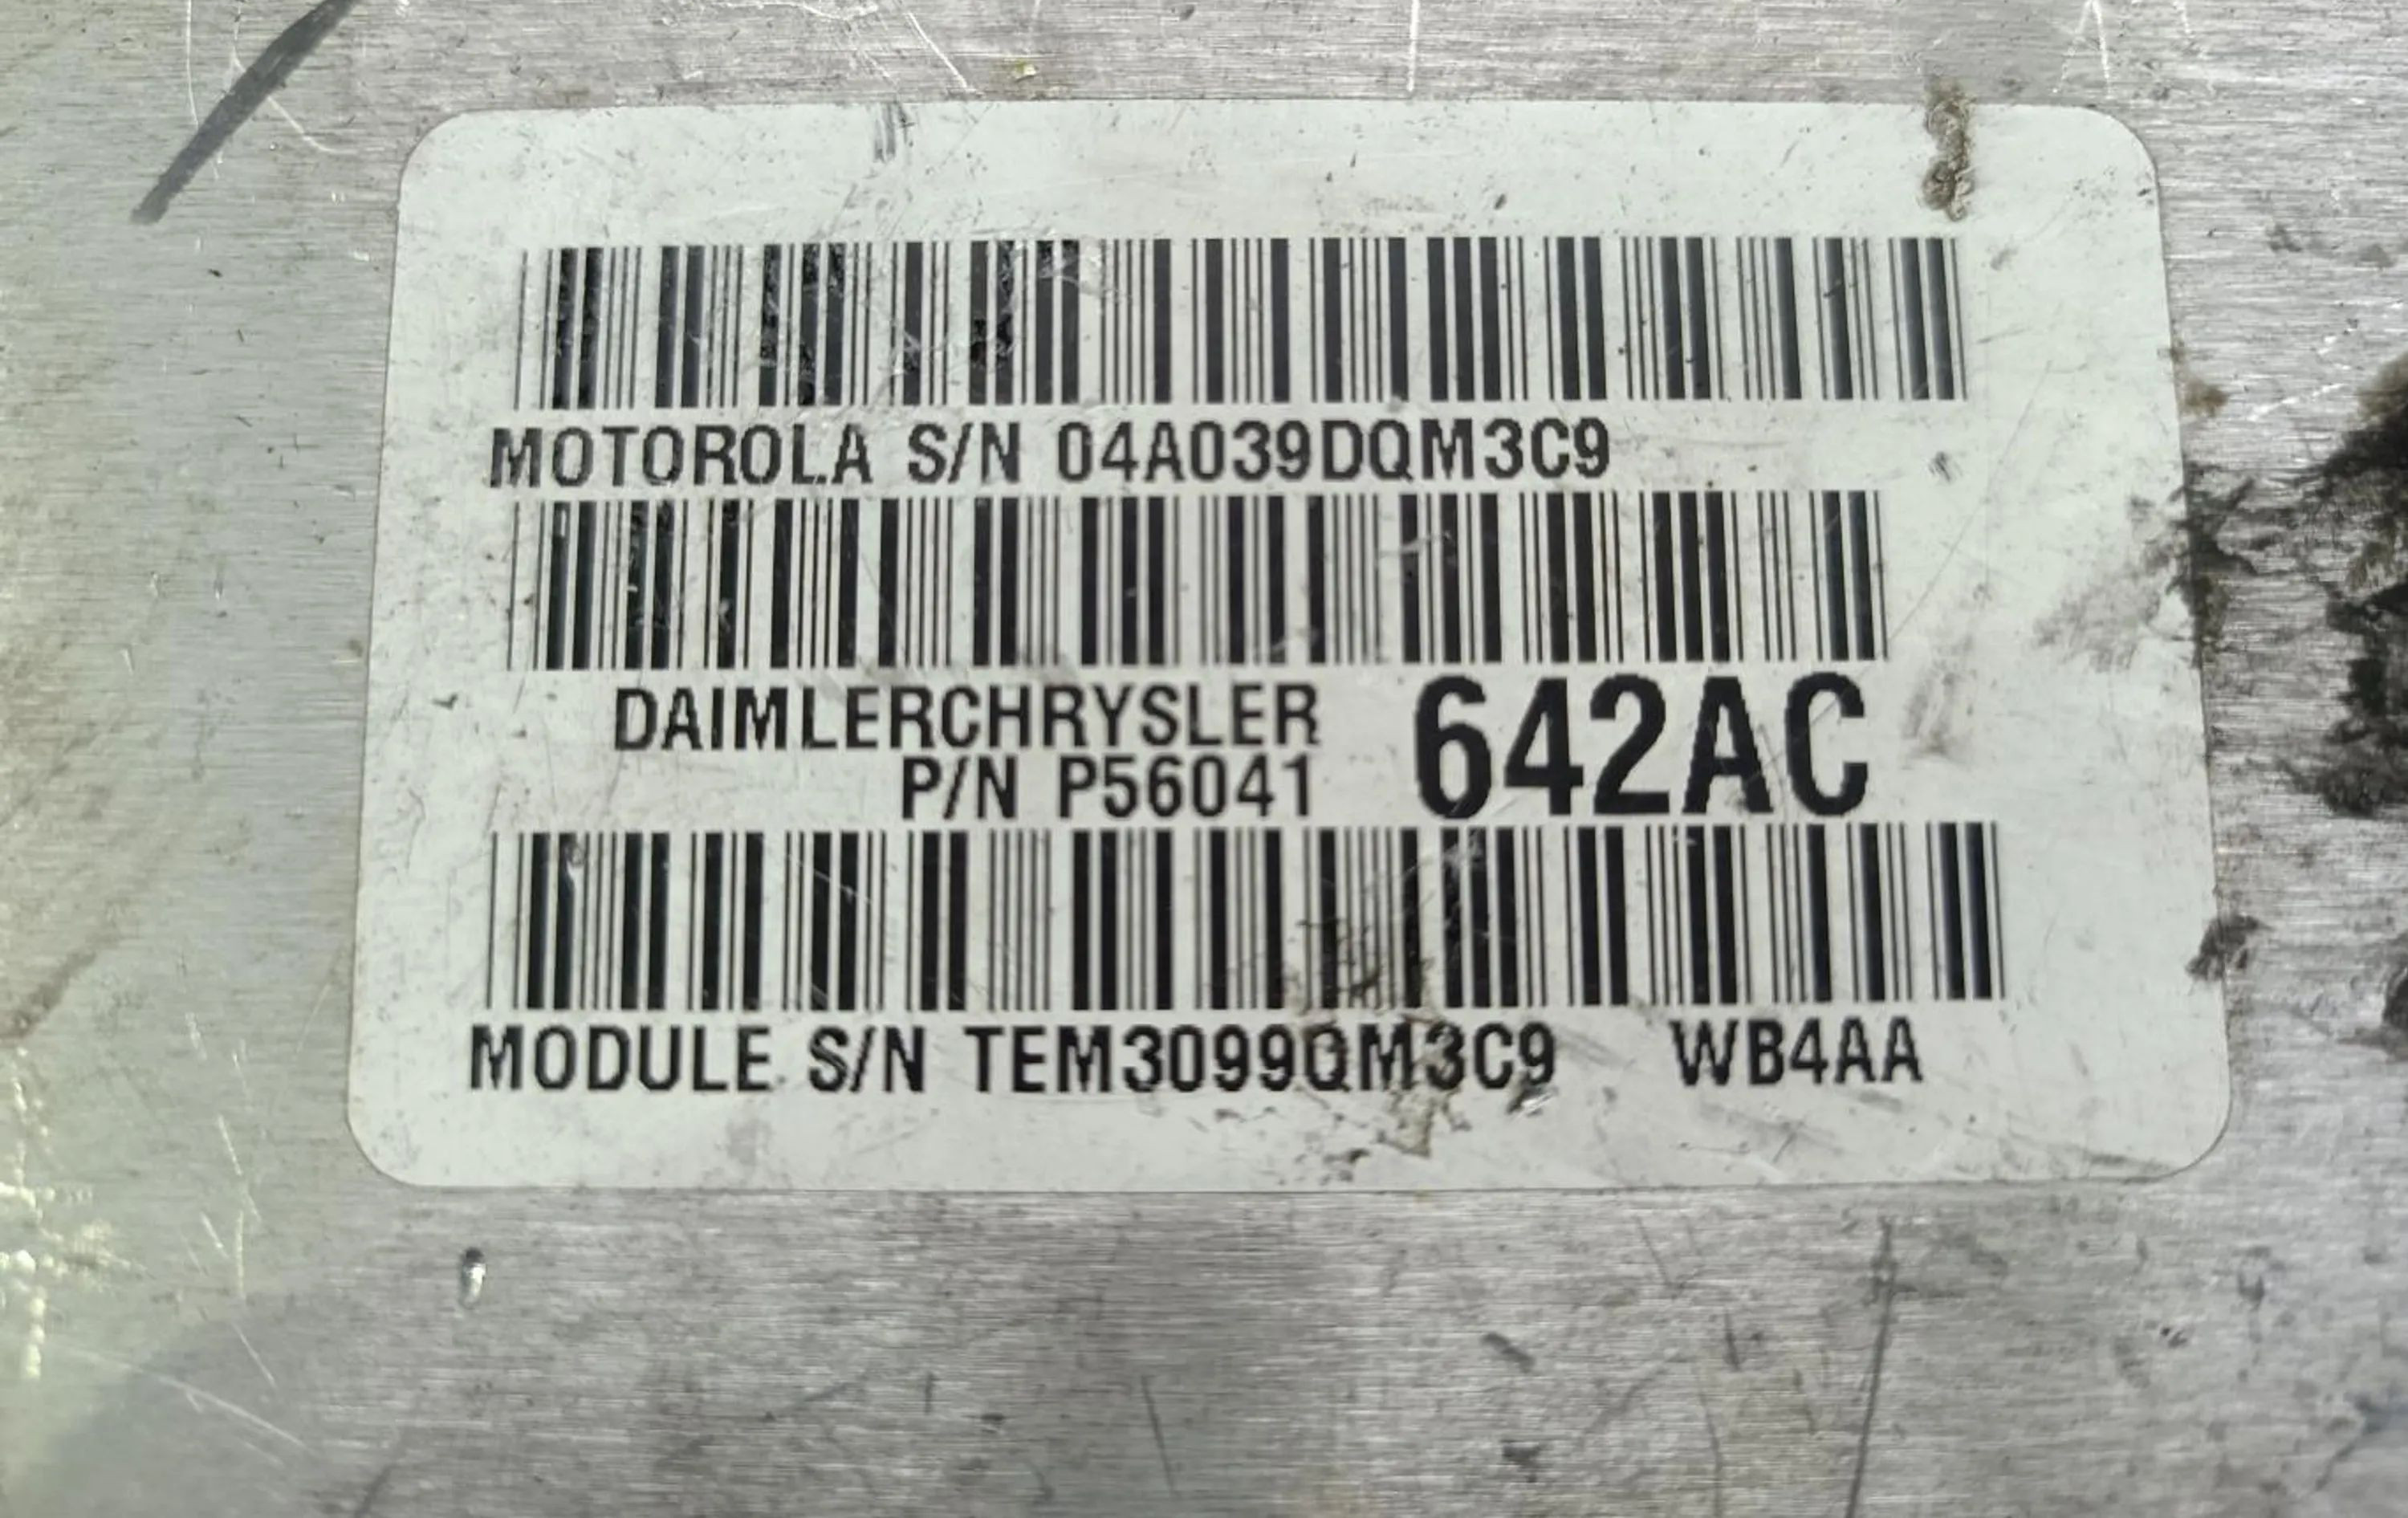 MOTOROLA S/N 04A039DQM3C9
DAIMLERCHRYSLER 642AC
P/N P56041
MODULE S/N TEM3099QM3C9 WB4AA